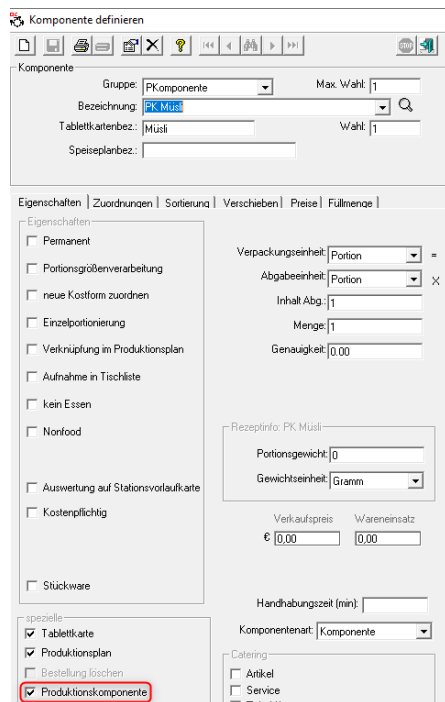 Komponente definieren
STOP
Komponente
Gruppe: PKomponente Max. Wahl: 1
Bezeichnung: PK Müsli
Tablettkartenbez.: Müsli Wahl: 1
Speiseplanbez.:
Eigenschaften Zuordnungen Sortierung Verschieben Preise Füllmenge
Eigenschaften
Permanent
Verpackungseinheit: Portion =
Portionsgrößenverarbeitung
Abgabeeinheit: Portion X
neue Kostform zuordnen
Inhalt Abg.: 1
Einzelportionierung
Menge: 1
Verknüpfung im Produktionsplan
Genauigkeit: 0.00
Aufnahme in Tischliste
kein Essen
Nonfood
Rezeptinfo: PK Müsli
Portionsgewicht: 0
Gewichtseinheit: Gramm
Auswertung auf Stationsvorlaufkarte
Kostenpflichtig
Verkaufspreis Wareneinsatz
€ 0,00 0,00
Stückware
Handhabungszeit (min):
spezielle
Tablettkarte
Komponentenart: Komponente
Produktionsplan
Catering
Bestellung löschen
Artikel
Produktionskomponente
Service